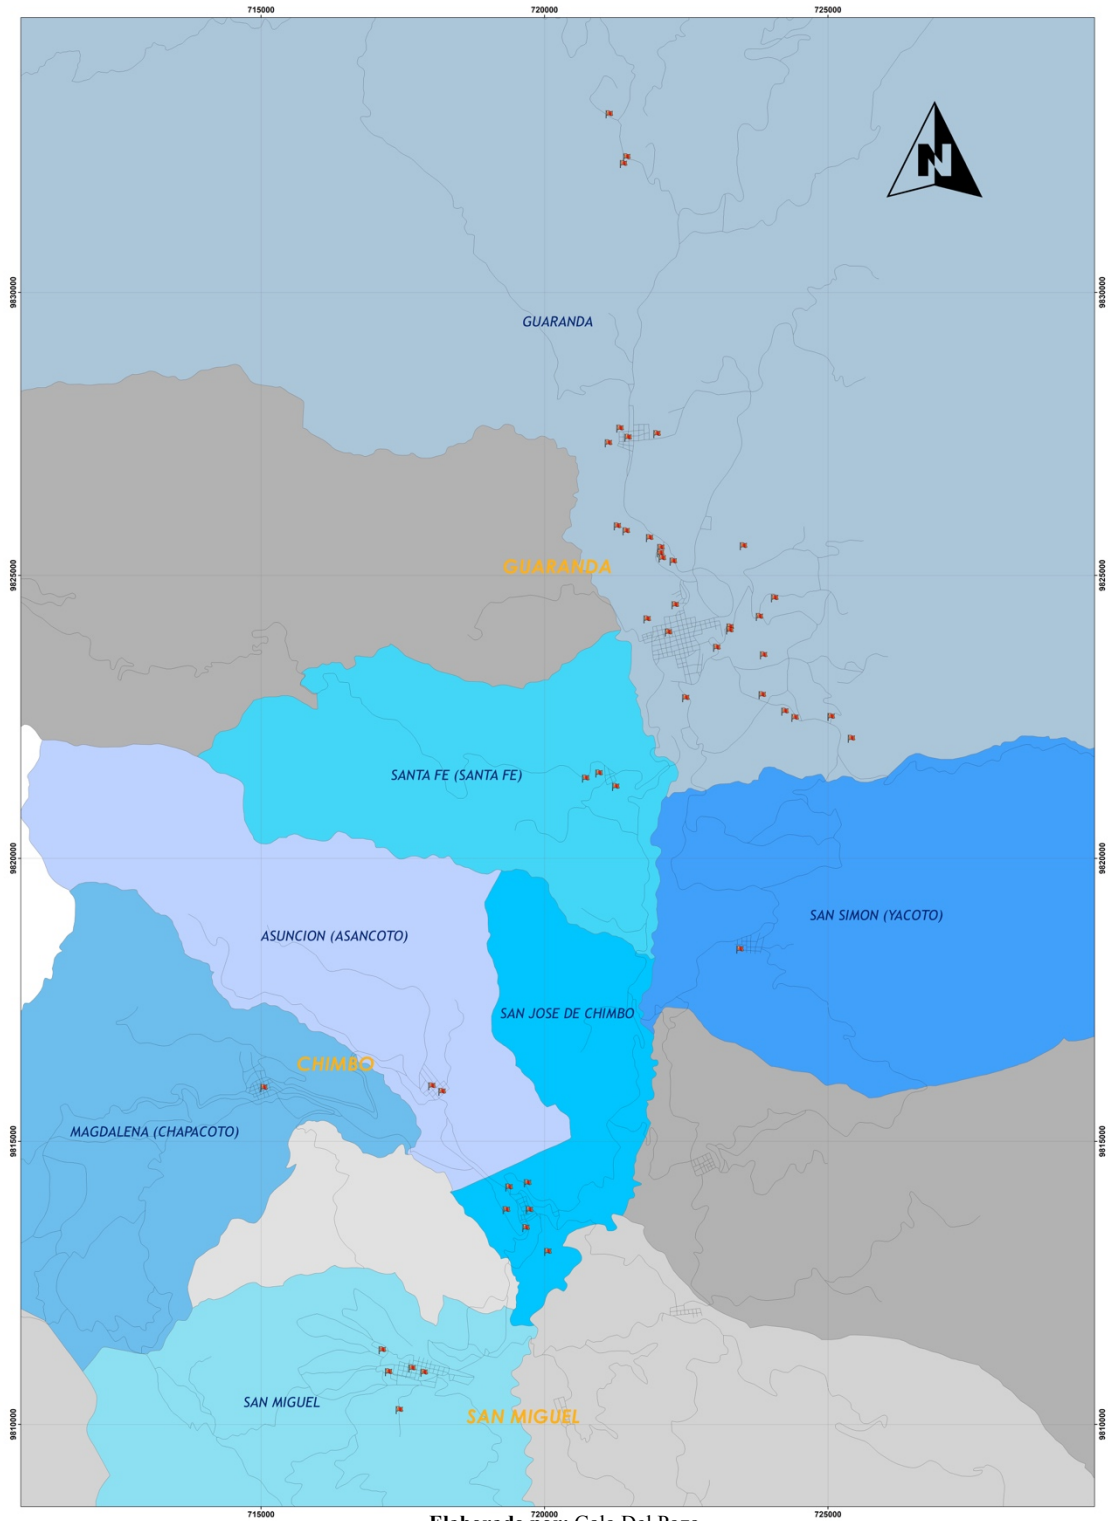 715000 720000 725000
N
9830000 9830000
GUARANDA
GUARANDA
9825000 9825000
SANTA FE (SANTA FE)
9820000 9820000
SAN SIMON (YACOTO)
ASUNCION (ASANCOTO)
SAN JOSE DE CHIMBO
CHIMBO
MAGDALENA (CHAPACOTO)
9815000 9815000
SAN MIGUEL
SAN MIGUEL
9810000 9810000
715000 720000 725000